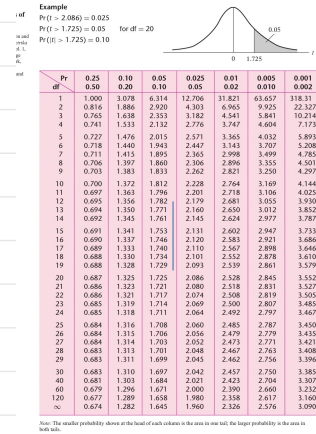 Example
Pr(t > 2.086) = 0.025
Pr(t > 1.725) = 0.05 for df = 20
Pr(|t| > 1.725) = 0.10
0.05
0 1.725 t
Pr 0.25 0.10 0.05 0.025 0.01 0.005 0.001
df 0.50 0.20 0.10 0.05 0.02 0.010 0.002
1 1.000 3.078 6.314 12.706 31.821 63.657 318.31
2 0.816 1.886 2.920 4.303 6.965 9.925 22.327
3 0.765 1.638 2.353 3.182 4.541 5.841 10.214
4 0.741 1.533 2.132 2.776 3.747 4.604 7.173
5 0.727 1.476 2.015 2.571 3.365 4.032 5.893
6 0.718 1.440 1.943 2.447 3.143 3.707 5.208
7 0.711 1.415 1.895 2.365 2.998 3.499 4.785
8 0.706 1.397 1.860 2.306 2.896 3.355 4.501
9 0.703 1.383 1.833 2.262 2.821 3.250 4.297
10 0.700 1.372 1.812 2.228 2.764 3.169 4.144
11 0.697 1.363 1.796 2.201 2.718 3.106 4.025
12 0.695 1.356 1.782 2.179 2.681 3.055 3.930
13 0.694 1.350 1.771 2.160 2.650 3.012 3.852
14 0.692 1.345 1.761 2.145 2.624 2.977 3.787
15 0.691 1.341 1.753 2.131 2.602 2.947 3.733
16 0.690 1.337 1.746 2.120 2.583 2.921 3.686
17 0.689 1.333 1.740 2.110 2.567 2.898 3.646
18 0.688 1.330 1.734 2.101 2.552 2.878 3.610
19 0.688 1.328 1.729 2.093 2.539 2.861 3.579
20 0.687 1.325 1.725 2.086 2.528 2.845 3.552
21 0.686 1.323 1.721 2.080 2.518 2.831 3.527
22 0.686 1.321 1.717 2.074 2.508 2.819 3.505
23 0.685 1.319 1.714 2.069 2.500 2.807 3.485
24 0.685 1.318 1.711 2.064 2.492 2.797 3.467
25 0.684 1.316 1.708 2.060 2.485 2.787 3.450
26 0.684 1.315 1.706 2.056 2.479 2.779 3.435
27 0.684 1.314 1.703 2.052 2.473 2.771 3.421
28 0.683 1.313 1.701 2.048 2.467 2.763 3.408
29 0.683 1.311 1.699 2.045 2.462 2.756 3.396
30 0.683 1.310 1.697 2.042 2.457 2.750 3.385
40 0.681 1.303 1.684 2.021 2.423 2.704 3.307
60 0.679 1.296 1.671 2.000 2.390 2.660 3.232
120 0.677 1.289 1.658 1.980 2.358 2.617 3.160
∞ 0.674 1.282 1.645 1.960 2.326 2.576 3.090
Note: The smaller probability shown at the head of each column is the area in one tail; the larger probability is the area in
both tails.